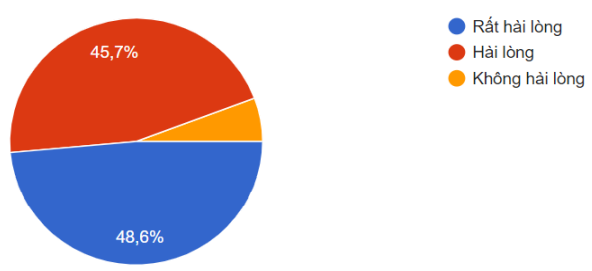 45,7%
48,6%
Rất hài lòng
Hài lòng
Không hài lòng